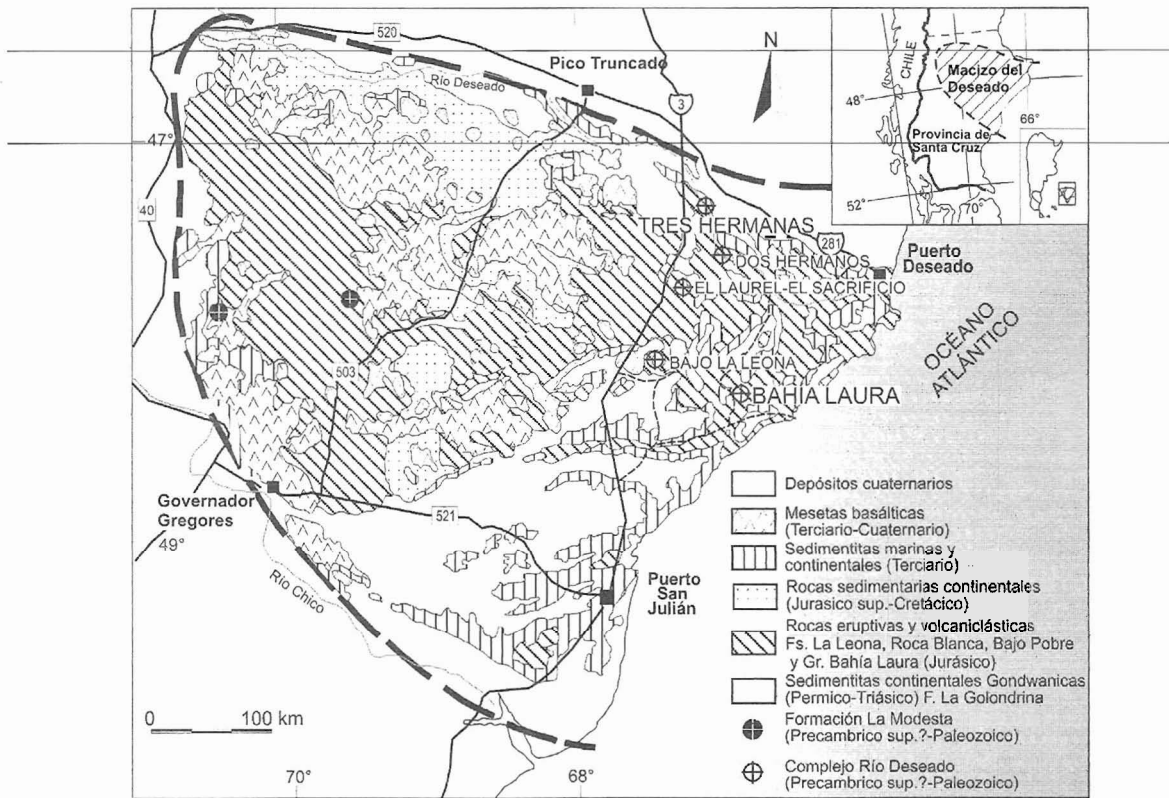 520
Pico Truncado
Río Deseado
N
3
47°
40
CHILE
Macizo del
Deseado
48°
66°
Provincia de
Santa Cruz
52°
70°
TRES HERMANAS
281
DOS HERMANOS
Puerto
Deseado
EL LAUREL-EL SACRIFICIO
OCÉANO
ATLÁNTICO
503
BAJO LA LEONA
BAHÍA LAURA
Governador
Gregores
521
49°
Río Chico
Puerto
San
Julián
0 100 km
70°
68°
Depósitos cuaternarios
Mesetas basálticas
(Terciario-Cuaternario)
Sedimentitas marinas y
continentales (Terciario)
Rocas sedimentarias continentales
(Jurasico sup.-Cretácico)
Rocas eruptivas y volcaniclásticas
Fs. La Leona, Roca Blanca, Bajo Pobre
y Gr. Bahía Laura (Jurásico)
Sedimentitas continentales Gondwanicas
(Permico-Triásico) F. La Golondrina
Formación La Modesta
(Precambrico sup.?-Paleozoico)
Complejo Río Deseado
(Precambrico sup.?-Paleozoico)